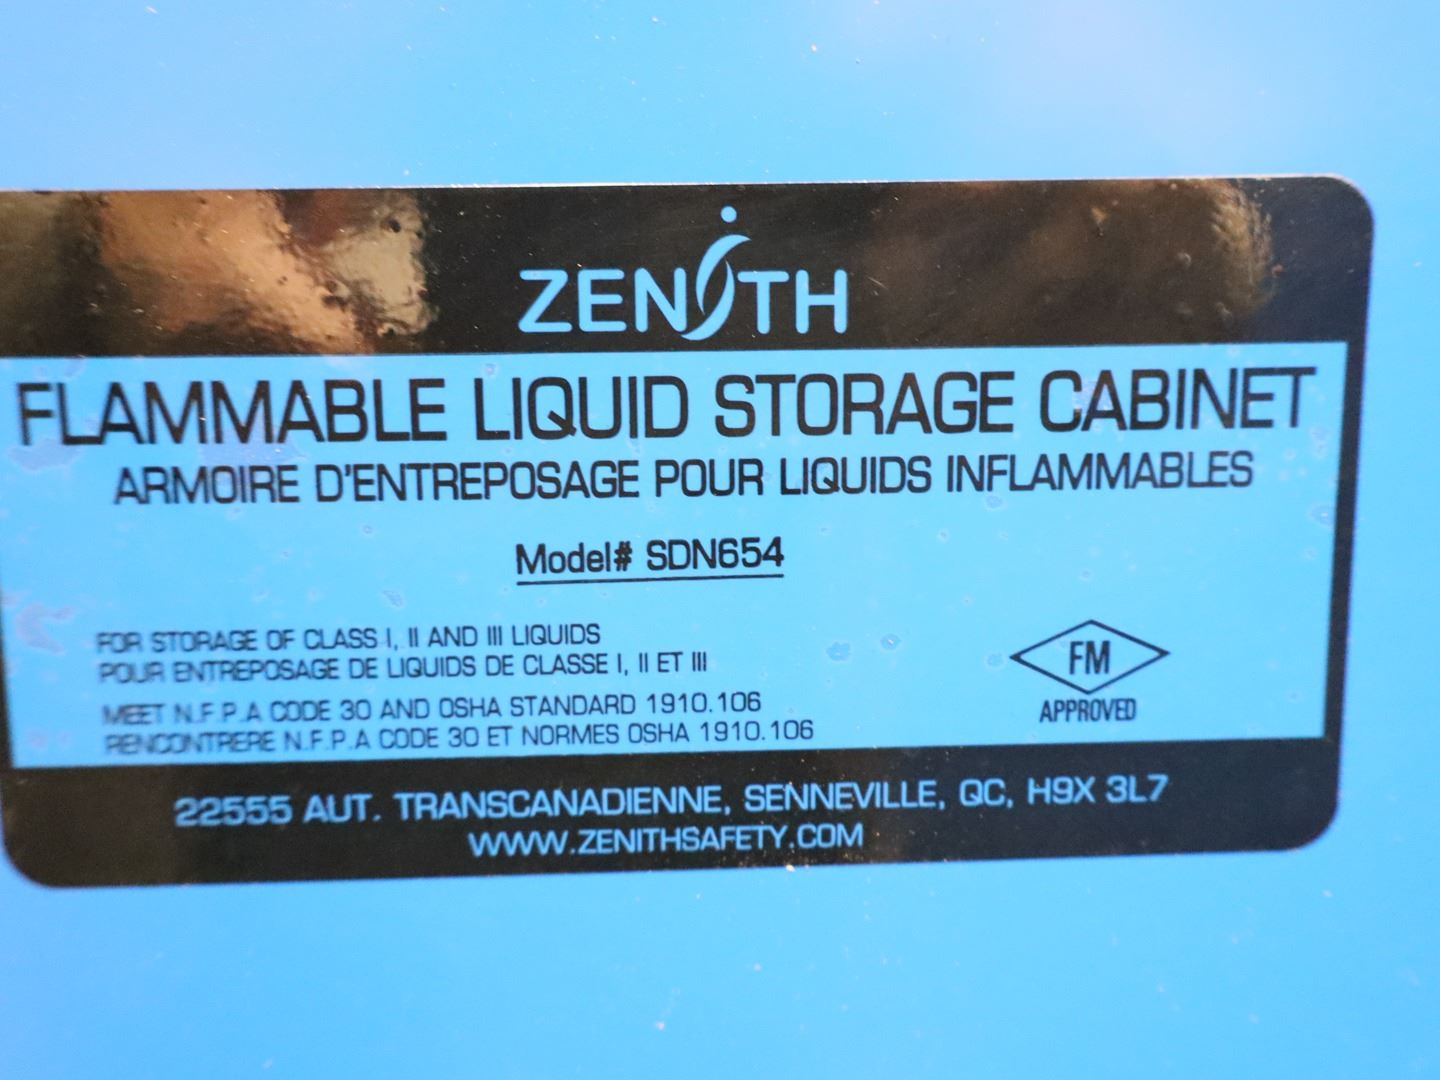 ZENITH
FLAMMABLE LIQUID STORAGE CABINET
ARMOIRE D'ENTREPOSAGE POUR LIQUIDS INFLAMMABLES
Model# SDN654
FOR STORAGE OF CLASS I, II AND III LIQUIDS
POUR ENTREPOSAGE DE LIQUIDS DE CLASSE I, II ET III
MEET N.F.P.A CODE 30 AND OSHA STANDARD 1910.106
RENCONTRERE N.F.P.A CODE 30 ET NORMES OSHA 1910.106
FM
APPROVED
22555 AUT. TRANSCANADIENNE, SENNEVILLE, QC, H9X 3L7
WWW.ZENITHSAFETY.COM